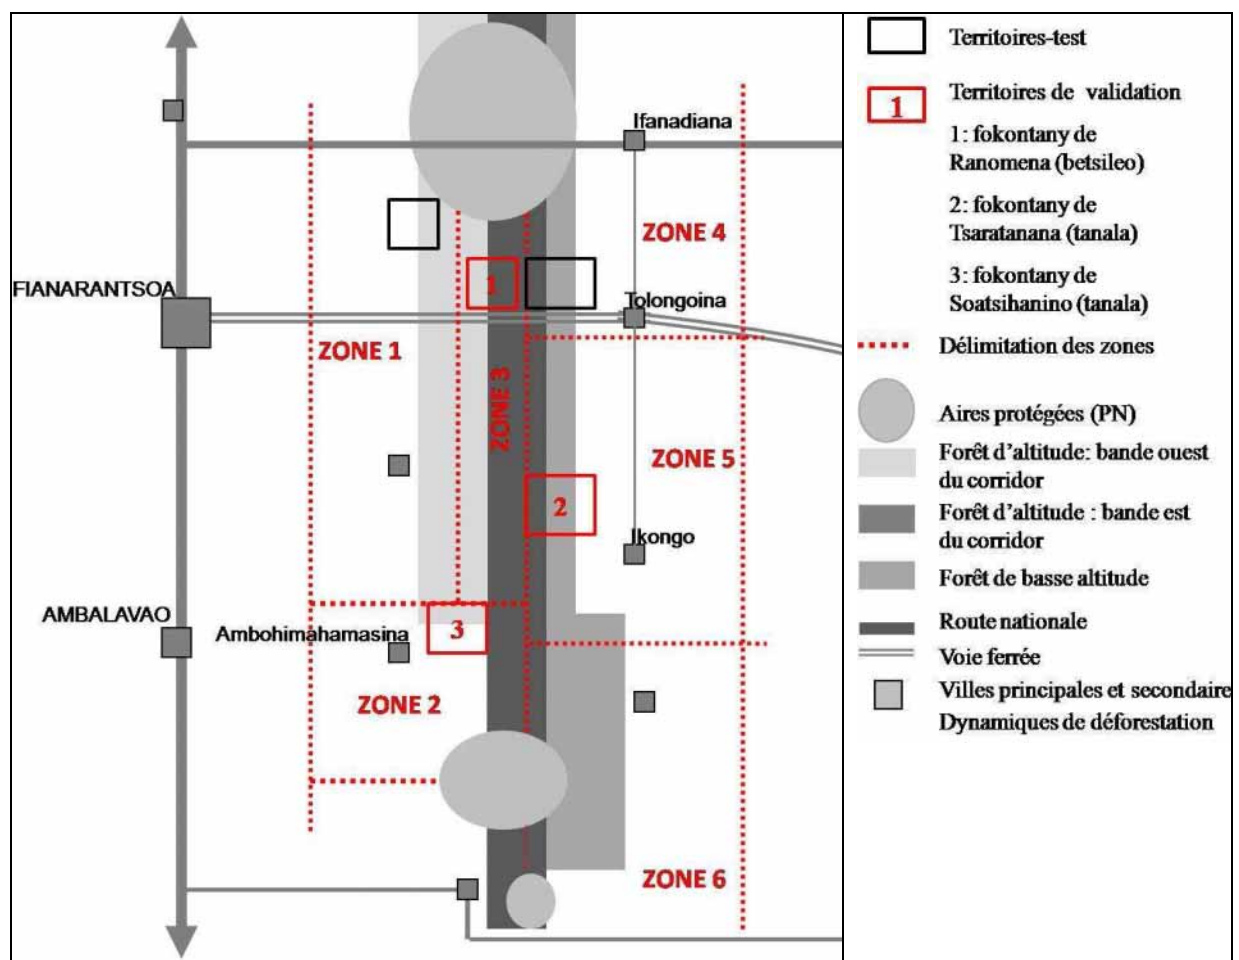 Ifanadiana
ZONE 4
1
FIANARANTSOA
Tolongoina
ZONE 1
ZONE 3
ZONE 5
2
Ikongo
AMBALAVAO
Ambohimahamasina
3
ZONE 2
ZONE 6
Territoires-test
1
Territoires de validation
1: fokontany de
Ranomena (betsileo)
2: fokontany de
Tsaratanana (tanala)
3: fokontany de
Soatsihanino (tanala)
Délimitation des zones
Aires protégées (PN)
Forêt d'altitude: bande ouest
du corridor
Forêt d'altitude : bande est
du corridor
Forêt de basse altitude
Route nationale
Voie ferrée
Villes principales et secondaire
Dynamiques de déforestation